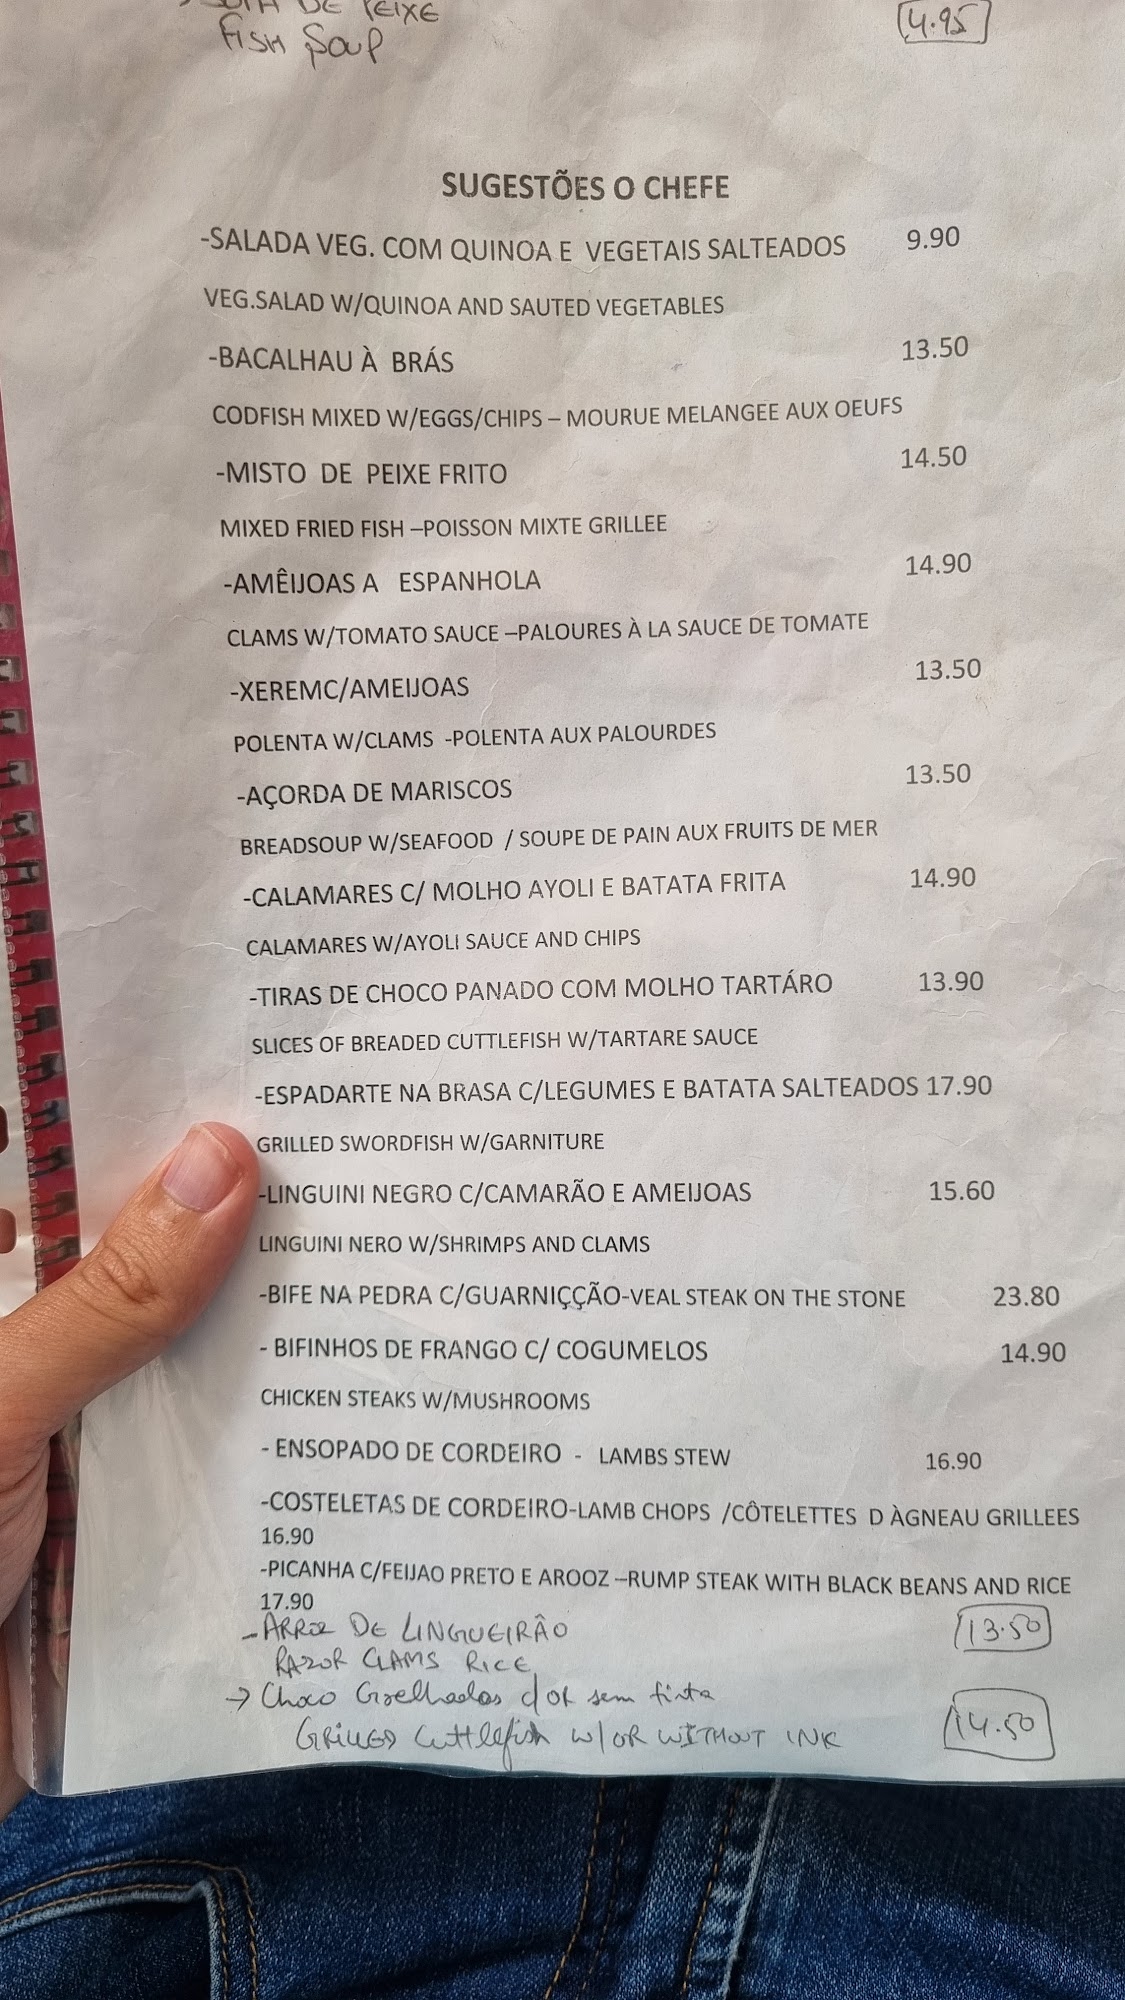 SOPA DE PEIXE
FISH SOUP 4.95
SUGESTÕES O CHEFE
-SALADA VEG. COM QUINOA E VEGETAIS SALTEADOS 9.90
VEG.SALAD W/QUINOA AND SAUTED VEGETABLES
-BACALHAU À BRÁS 13.50
CODFISH MIXED W/EGGS/CHIPS – MOURUE MELANGEE AUX OEUFS
-MISTO DE PEIXE FRITO 14.50
MIXED FRIED FISH –POISSON MIXTE GRILLEE
-AMÊIJOAS A ESPANHOLA 14.90
CLAMS W/TOMATO SAUCE –PALOURES À LA SAUCE DE TOMATE
-XEREMC/AMEIJOAS 13.50
POLENTA W/CLAMS -POLENTA AUX PALOURDES
-AÇORDA DE MARISCOS 13.50
BREADSOUP W/SEAFOOD / SOUPE DE PAIN AUX FRUITS DE MER
-CALAMARES C/ MOLHO AYOLI E BATATA FRITA 14.90
CALAMARES W/AYOLI SAUCE AND CHIPS
-TIRAS DE CHOCO PANADO COM MOLHO TARTÁRO 13.90
SLICES OF BREADED CUTTLEFISH W/TARTARE SAUCE
-ESPADARTE NA BRASA C/LEGUMES E BATATA SALTEADOS 17.90
GRILLED SWORDFISH W/GARNITURE
-LINGUINI NEGRO C/CAMARÃO E AMEIJOAS 15.60
LINGUINI NERO W/SHRIMPS AND CLAMS
-BIFE NA PEDRA C/GUARNIÇÇÃO-VEAL STEAK ON THE STONE 23.80
- BIFINHOS DE FRANGO C/ COGUMELOS 14.90
CHICKEN STEAKS W/MUSHROOMS
- ENSOPADO DE CORDEIRO - LAMBS STEW 16.90
-COSTELETAS DE CORDEIRO-LAMB CHOPS /CÔTELETTES D ÀGNEAU GRILLEES
16.90
-PICANHA C/FEIJAO PRETO E AROOZ –RUMP STEAK WITH BLACK BEANS AND RICE
17.90
-ARROZ DE LINGUEIRÃO 13.50
RAZOR CLAMS RICE
→ Choco Grelhados c/or sem tinta
GRILLED Cuttlefish w/OR WITHOUT INK 14.50